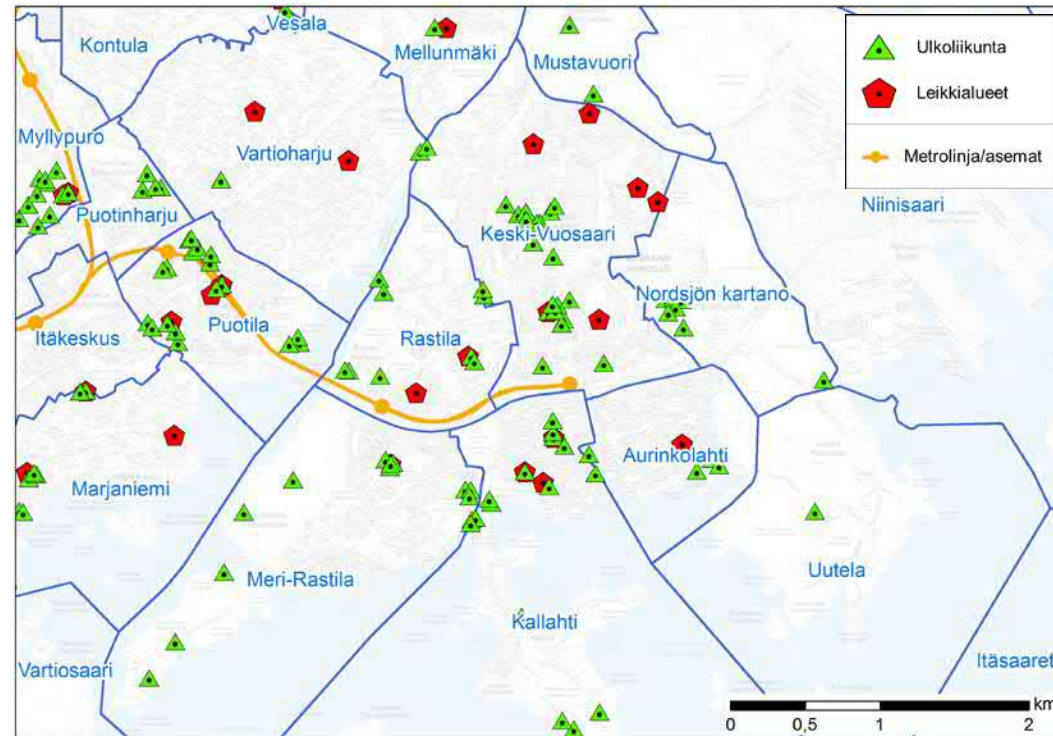 Vesala
Kontula
Mellunmäki
Mustavuori
Ulkoliikunta
Leikkialueet
Metrolinja/asemat
Myllypuro
Vartioharju
Puotinharju
Niinisaari
Keski-Vuosaari
Nordsjön kartano
Itäkeskus
Puotila
Rastila
Aurinkolahti
Marjaniemi
Meri-Rastila
Uutela
Kallahti
Vartiosaari
Itäsaaret
km
0 0,5 1 2